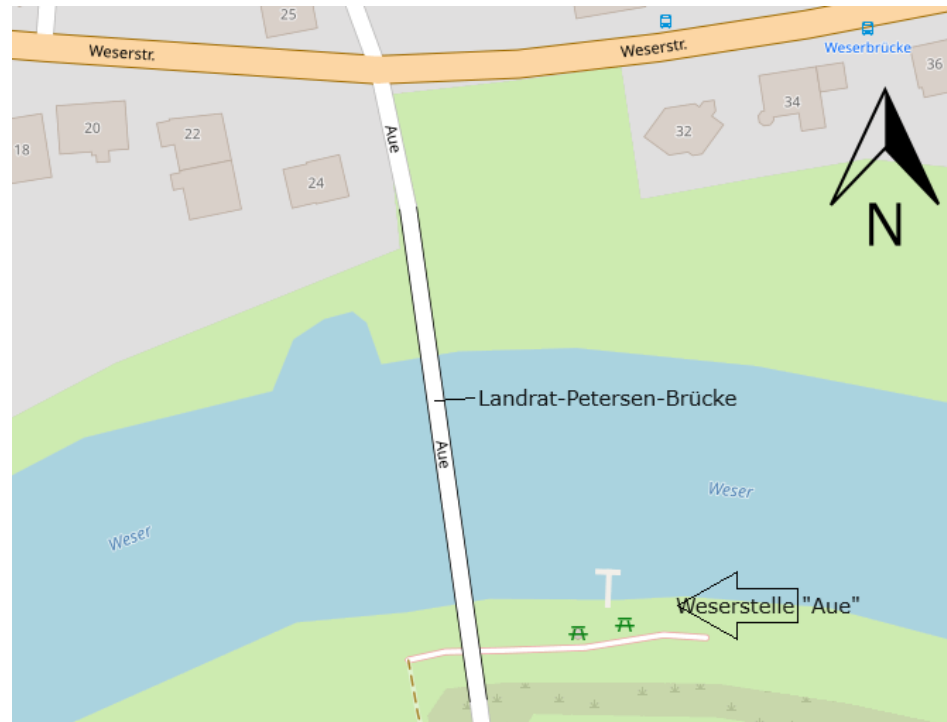 25
Weserstr.
Weserstr.
Weserbrücke
36
34
20
22
32
18
Aue
24
N
Landrat-Petersen-Brücke
Aue
Weser
Weser
Weserstelle "Aue"